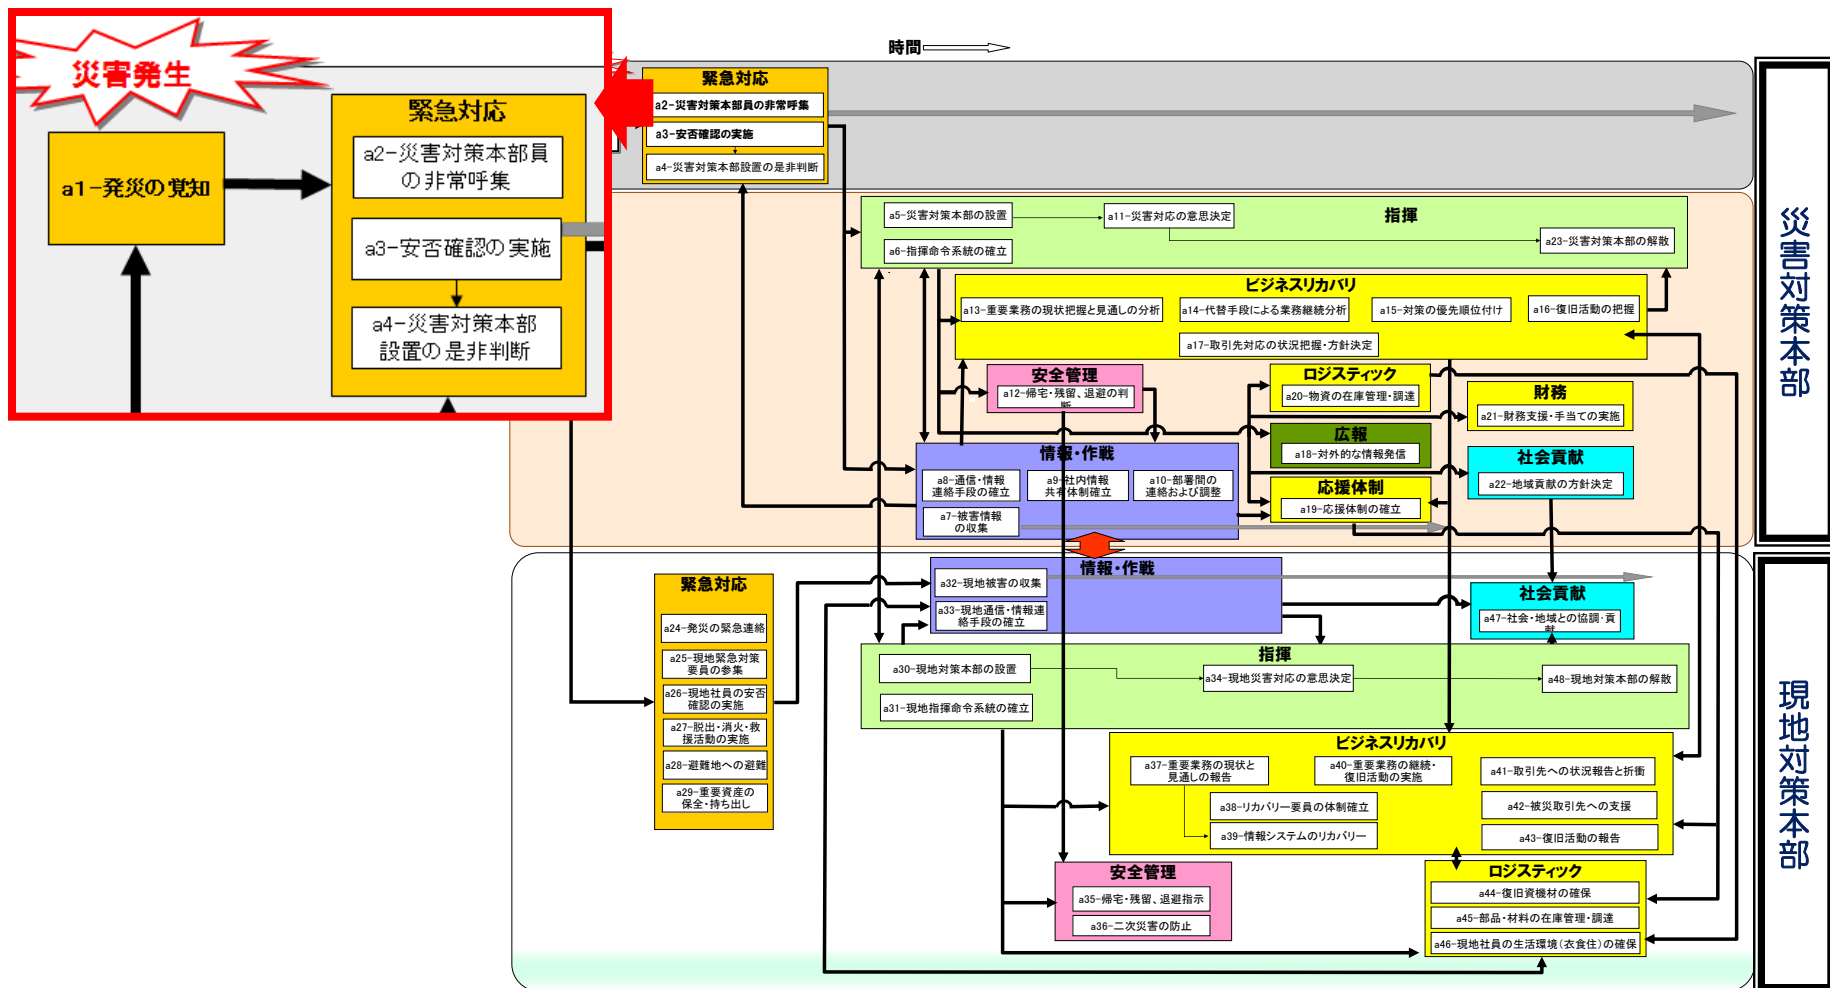 時間
災害発生
緊急対応
a1-発災の覚知
a2-災害対策本部員
の非常呼集
a3-安否確認の実施
a4-災害対策本部
設置の是非判断
緊急対応
a2-災害対策本部員の非常呼集
a3-安否確認の実施
a4-災害対策本部設置の是非判断
災害対策本部
指揮
a5-災害対策本部の設置
a11-災害対応の意思決定
a23-災害対策本部の解散
a6-指揮命令系統の確立
ビジネスリカバリ
a13-重要業務の現状把握と見通しの分析
a14-代替手段による業務継続分析
a15-対策の優先順位付け
a16-復旧活動の把握
a17-取引先対応の状況把握・方針決定
安全管理
a12-帰宅・残留、退避の判
断
ロジスティック
a20-物資の在庫管理・調達
財務
a21-財務支援・手当ての実施
広報
a18-対外的な情報発信
社会貢献
a22-地域貢献の方針決定
応援体制
a19-応援体制の確立
情報・作戦
a8-通信・情報
連絡手段の確立
a9-社内情報
共有体制確立
a10-部署間の
連絡および調整
a7-被害情報
の収集
現地対策本部
緊急対応
a24-発災の緊急連絡
a25-現地緊急対策
要員の参集
a26-現地社員の安否
確認の実施
a27-脱出・消火・救
援活動の実施
a28-避難地への避難
a29-重要資産の
保全・持ち出し
情報・作戦
a32-現地被害の収集
a33-現地通信・情報連
絡手段の確立
社会貢献
a47-社会・地域との協調・貢
献
指揮
a30-現地対策本部の設置
a34-現地災害対応の意思決定
a48-現地対策本部の解散
a31-現地指揮命令系統の確立
ビジネスリカバリ
a37-重要業務の現状と
見通しの報告
a40-重要業務の継続・
復旧活動の実施
a41-取引先への状況報告と折衝
a38-リカバリー要員の体制確立
a42-被災取引先への支援
a39-情報システムのリカバリー
a43-復旧活動の報告
安全管理
a35-帰宅・残留、退避指示
a36-二次災害の防止
ロジスティック
a44-復旧資機材の確保
a45-部品・材料の在庫管理・調達
a46-現地社員の生活環境(衣食住)の確保